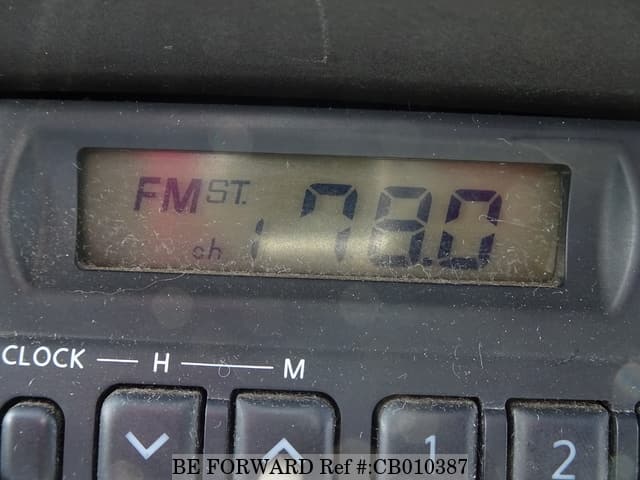 FM ST.
ch 1 78.0
CLOCK — H — M
1 2
BE FORWARD Ref #:CB010387